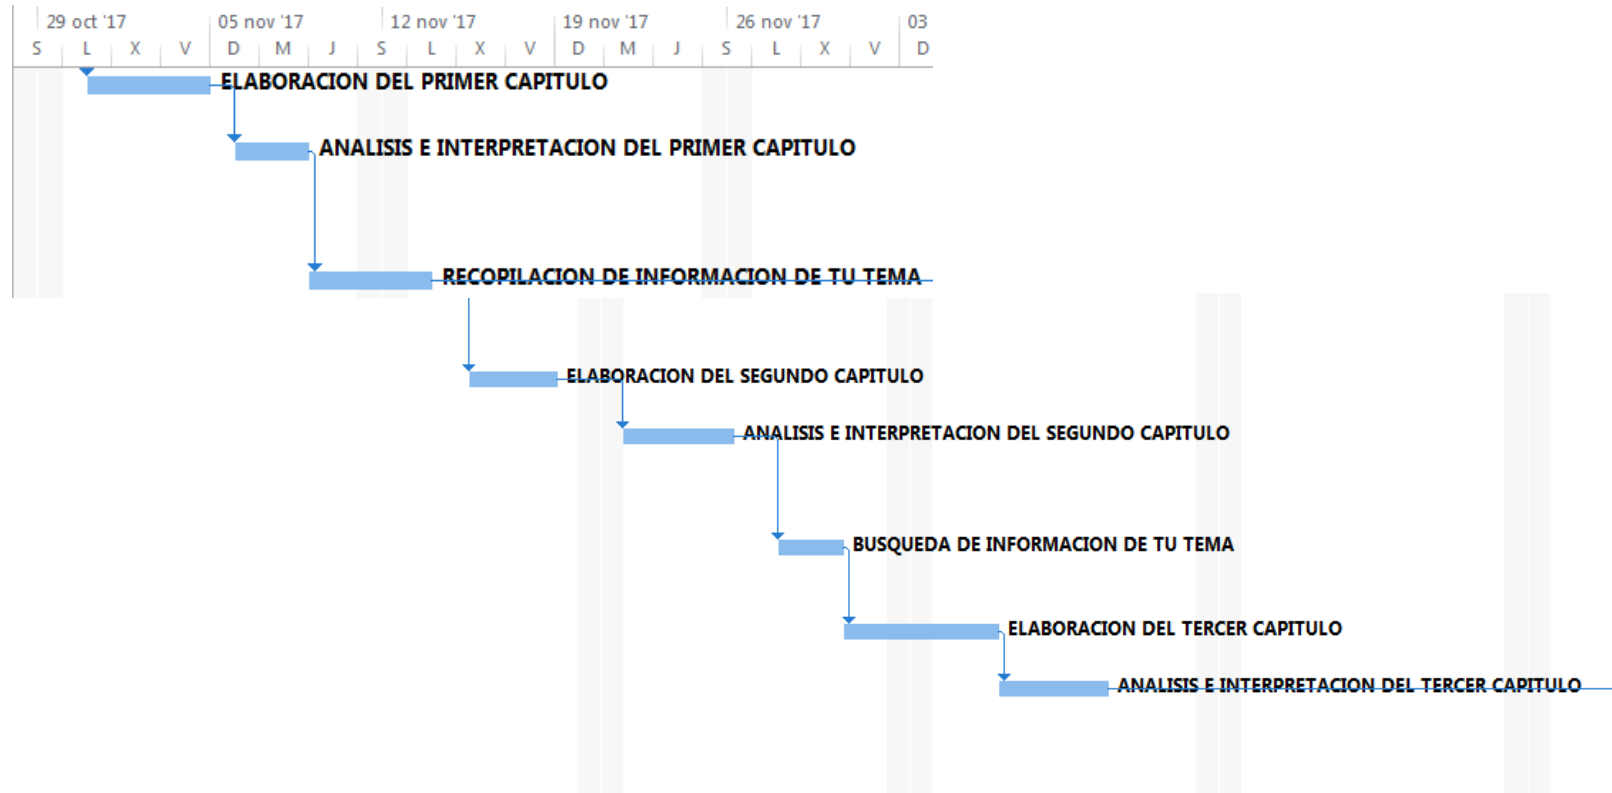 29 oct '17 05 nov '17 12 nov '17 19 nov '17 26 nov '17 03
S L X V D M J S L X V D M J S L X V D
ELABORACION DEL PRIMER CAPITULO
ANALISIS E INTERPRETACION DEL PRIMER CAPITULO
RECOPILACION DE INFORMACION DE TU TEMA
ELABORACION DEL SEGUNDO CAPITULO
ANALISIS E INTERPRETACION DEL SEGUNDO CAPITULO
BUSQUEDA DE INFORMACION DE TU TEMA
ELABORACION DEL TERCER CAPITULO
ANALISIS E INTERPRETACION DEL TERCER CAPITULO